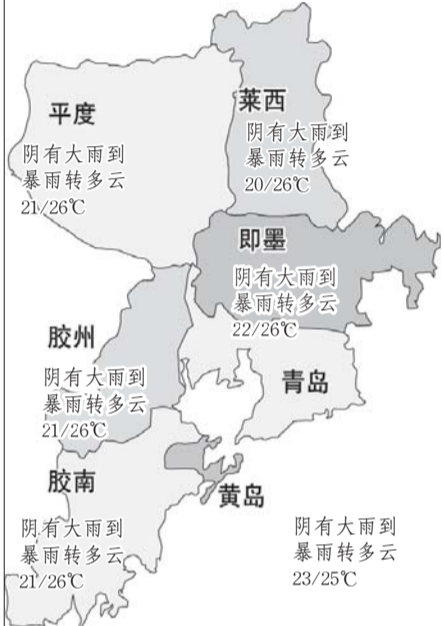 平度
阴有大雨到
暴雨转多云
21/26℃
莱西
阴有大雨到
暴雨转多云
20/26℃
即墨
阴有大雨到
暴雨转多云
22/26℃
胶州
阴有大雨到
暴雨转多云
21/26℃
青岛
胶南
阴有大雨到
暴雨转多云
21/26℃
黄岛
阴有大雨到
暴雨转多云
23/25℃